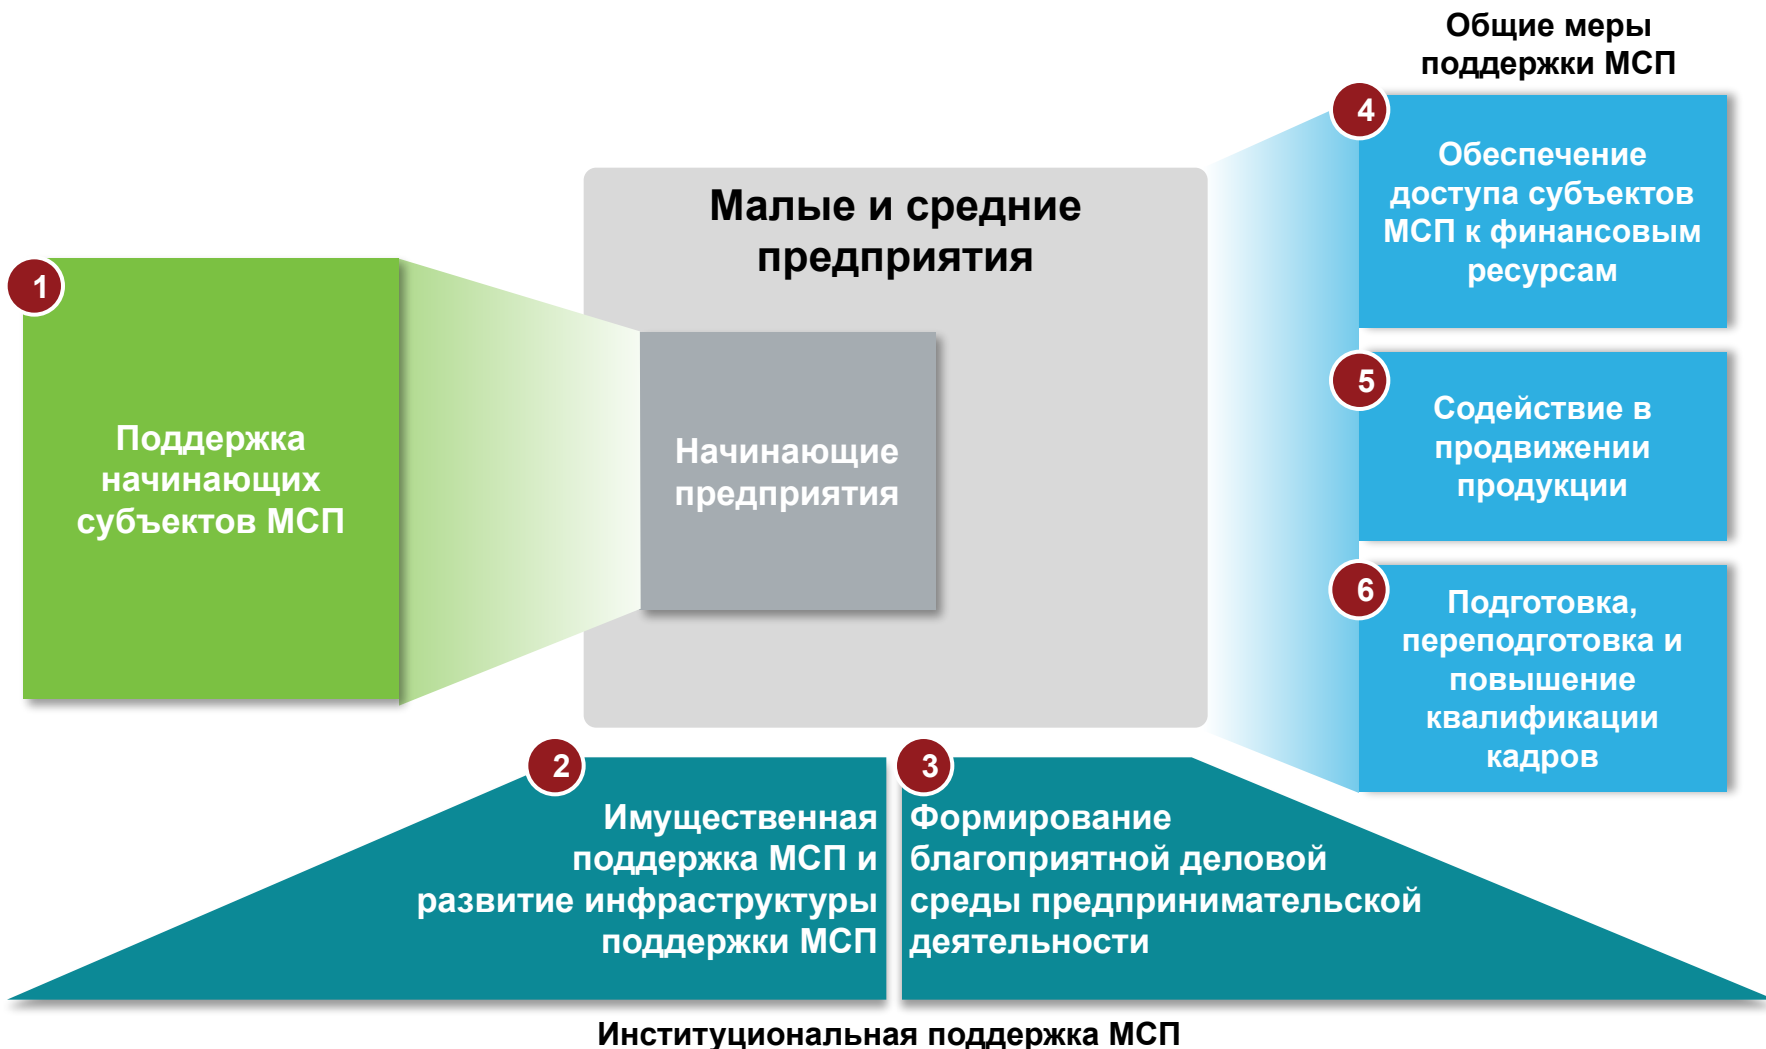 Общие меры
поддержки МСП
4
Обеспечение
доступа субъектов
МСП к финансовым
ресурсам
Малые и средние
предприятия
1
Поддержка
начинающих
субъектов МСП
Начинающие
предприятия
5
Содействие в
продвижении
продукции
6
Подготовка,
переподготовка и
повышение
квалификации
кадров
2
Имущественная
поддержка МСП и
развитие инфраструктуры
поддержки МСП
3
Формирование
благоприятной деловой
среды предпринимательской
деятельности
Институциональная поддержка МСП